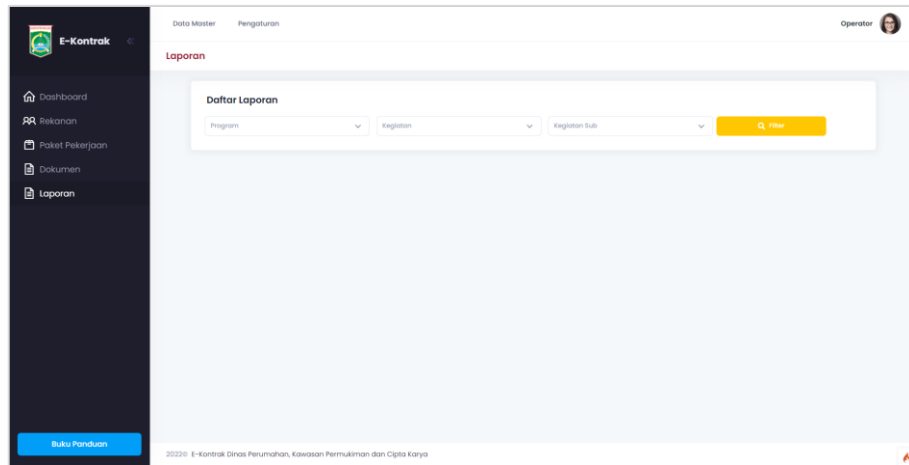 E-Kontrak
Dashboard
Rekanan
Paket Pekerjaan
Dokumen
Laporan
Buku Panduan
Data Master Pengaturan Operator
Laporan
Daftar Laporan
Program Kegiatan Kegiatan Sub Filter
2022© E-Kontrak Dinas Perumahan, Kawasan Permukiman dan Cipta Karya